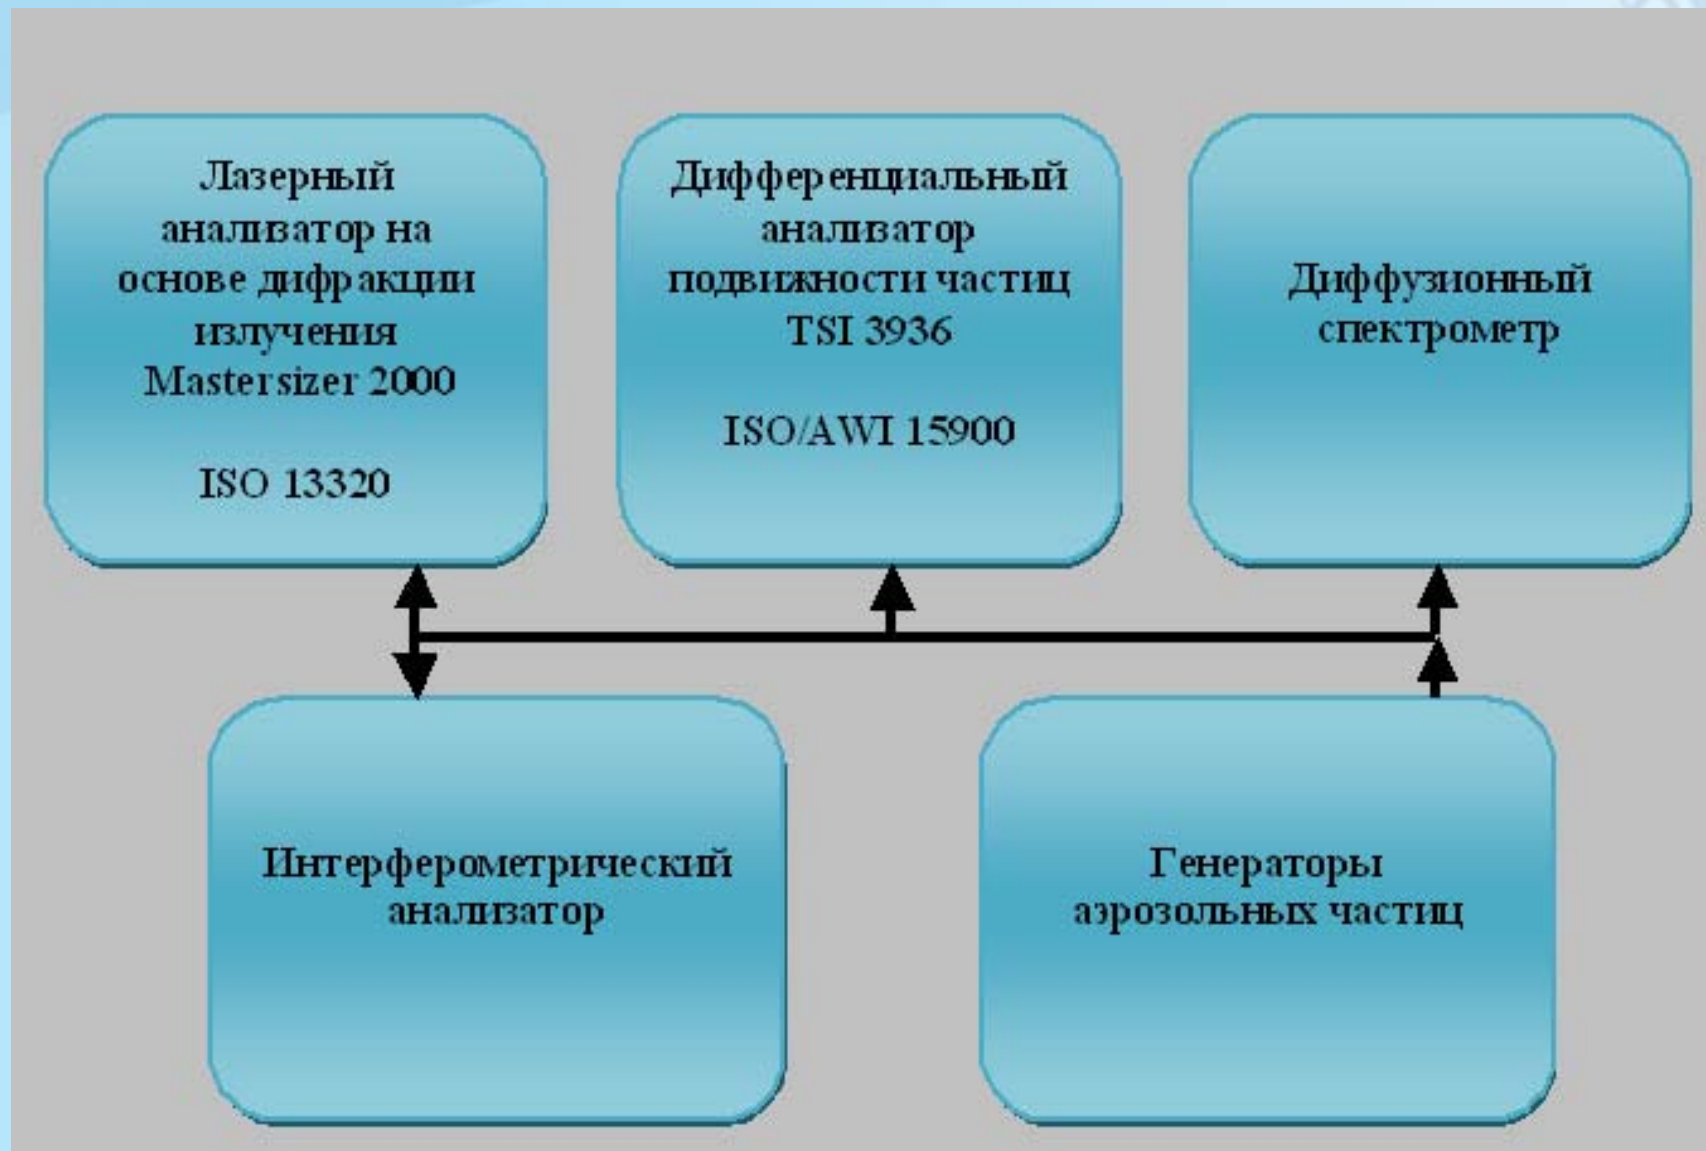 Лазерный
анализатор на
основе дифракции
излучения
Mastersizer 2000
ISO 13320
Дифференциальный
анализатор
подвижности частиц
TSI 3936
ISO/AWI 15900
Диффузионный
спектрометр
Интерферометрический
анализатор
Генераторы
аэрозольных частиц